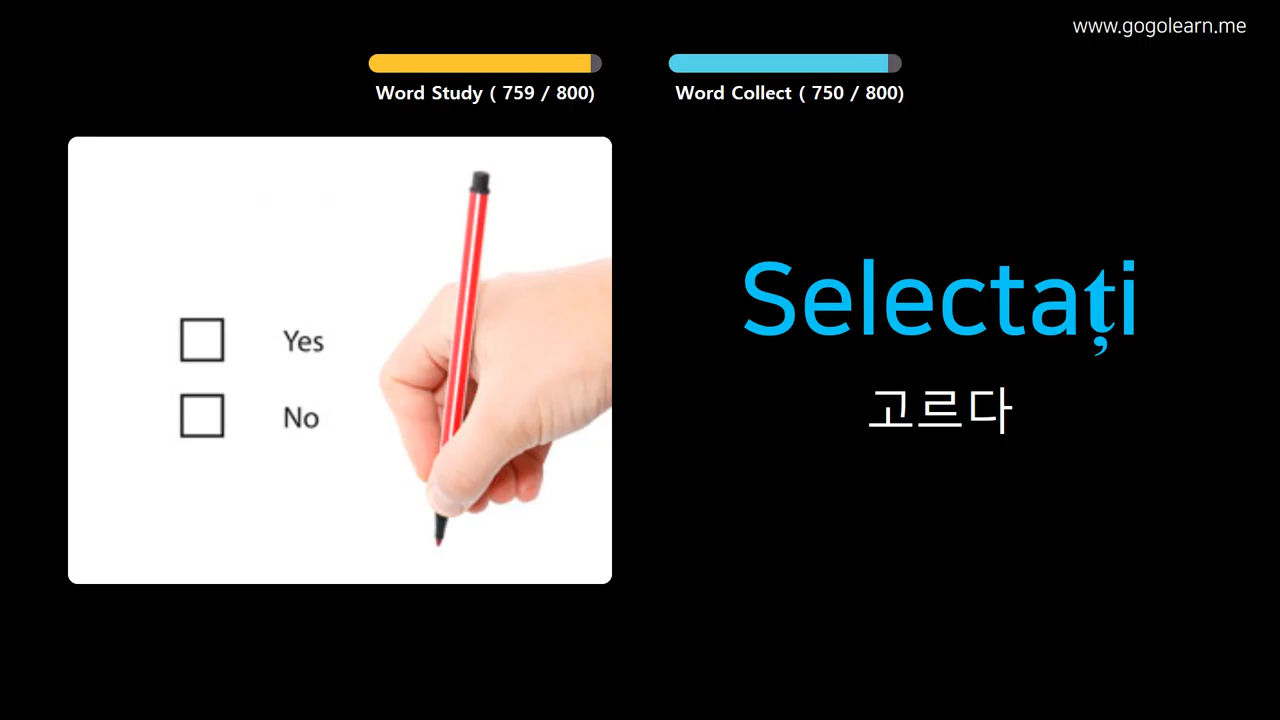 www.gogolearn.me
Word Study ( 759 / 800)
Word Collect ( 750 / 800)
Yes
No
Selectați
고르다